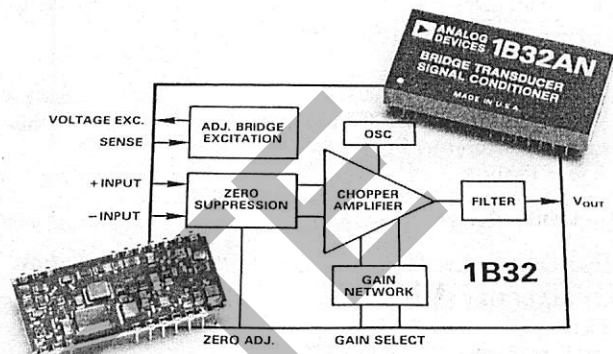 ANALOG
DEVICES
1B32AN
BRIDGE TRANSDUCER
SIGNAL CONDITIONER
MADE IN U.S.A.
VOLTAGE EXC.
SENSE
ADJ. BRIDGE
EXCITATION
OSC
+INPUT
−INPUT
ZERO
SUPPRESSION
CHOPPER
AMPLIFIER
FILTER
VOUT
GAIN
NETWORK
1B32
ZERO ADJ.
GAIN SELECT